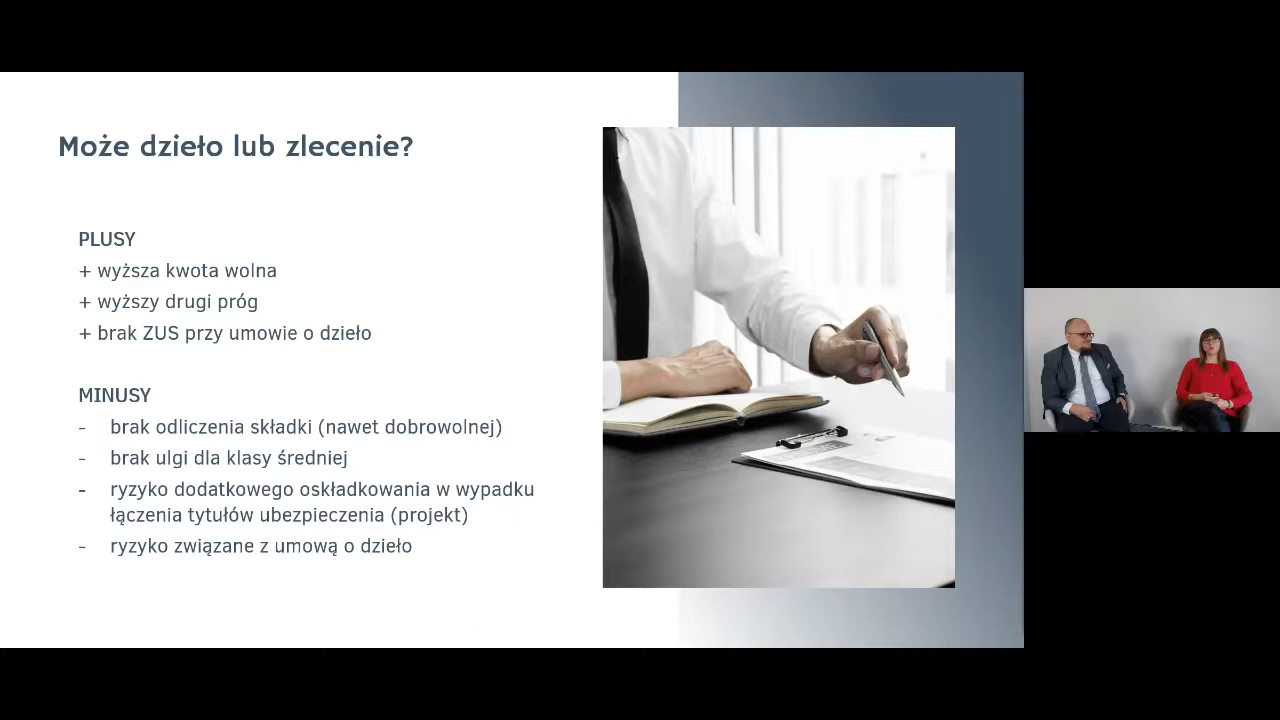 Może dzieło lub zlecenie?
PLUSY
+ wyższa kwota wolna
+ wyższy drugi próg
+ brak ZUS przy umowie o dzieło
MINUSY
- brak odliczenia składki (nawet dobrowolnej)
- brak ulgi dla klasy średniej
- ryzyko dodatkowego oskładkowania w wypadku
łączenia tytułów ubezpieczenia (projekt)
- ryzyko związane z umową o dzieło